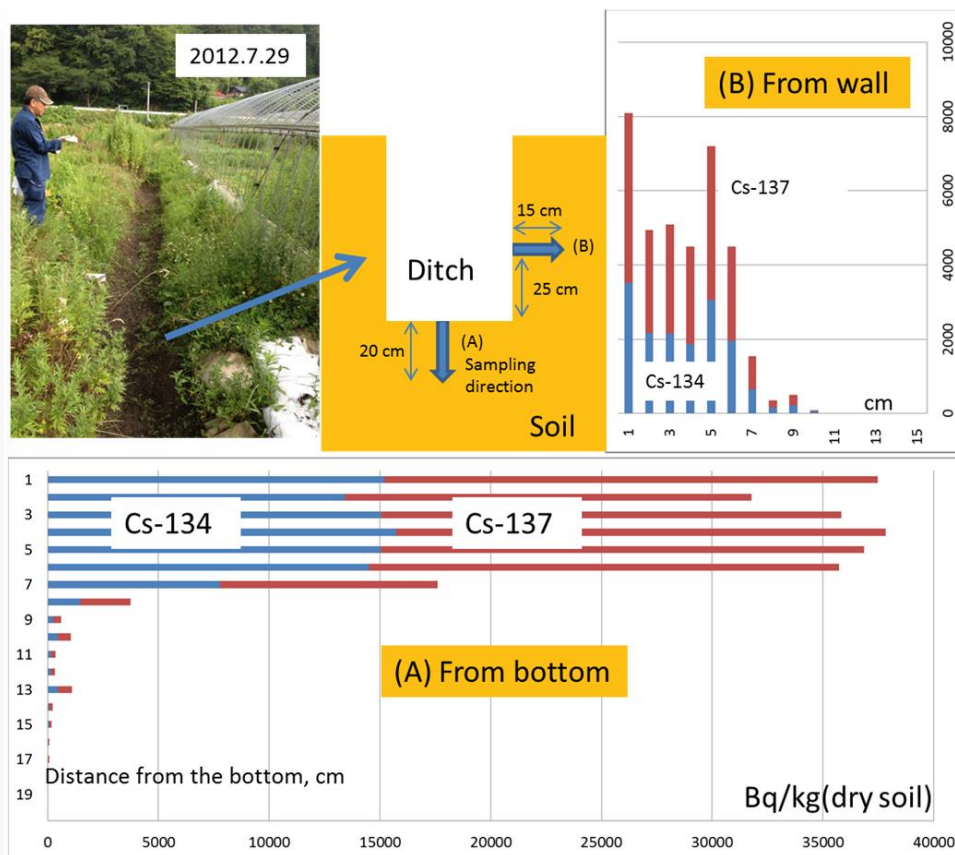 2012.7.29
Ditch
15 cm
(B)
25 cm
20 cm
(A)
Sampling
direction
Soil
(B) From wall
Cs-137
Cs-134
cm
10000
8000
6000
4000
2000
0
1
3
5
7
9
11
13
15
1
3
5
7
9
11
13
15
17
19
Cs-134
Cs-137
(A) From bottom
Distance from the bottom, cm
Bq/kg(dry soil)
0
5000
10000
15000
20000
25000
30000
35000
40000